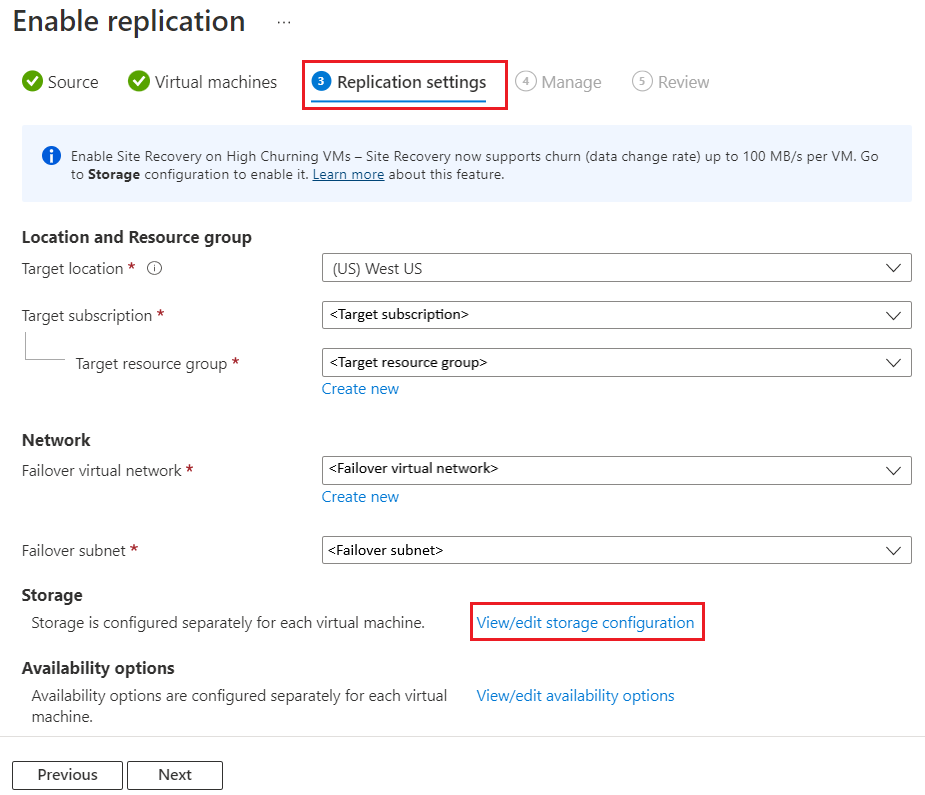 Enable replication ...
Source Virtual machines 3 Replication settings 4 Manage 5 Review
Enable Site Recovery on High Churning VMs – Site Recovery now supports churn (data change rate) up to 100 MB/s per VM. Go
to Storage configuration to enable it. Learn more about this feature.
Location and Resource group
Target location * (US) West US
Target subscription * <Target subscription>
Target resource group * <Target resource group>
Create new
Network
Failover virtual network * <Failover virtual network>
Create new
Failover subnet * <Failover subnet>
Storage
Storage is configured separately for each virtual machine. View/edit storage configuration
Availability options
Availability options are configured separately for each virtual View/edit availability options
machine.
Previous Next